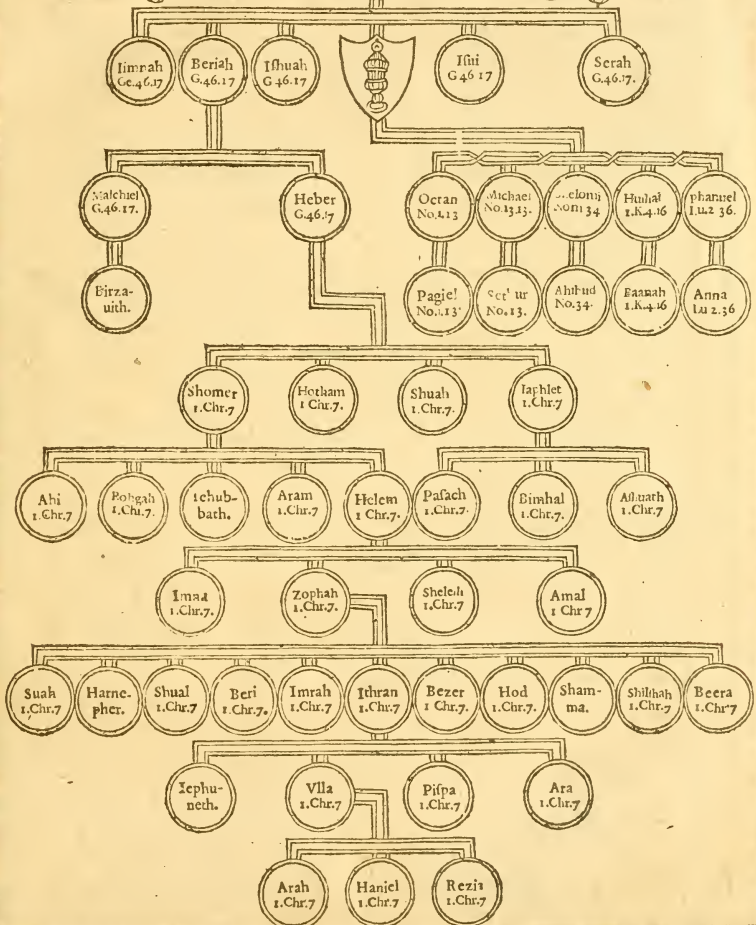 Iimnah
Ge.46.17
Beriah
G.46.17
Iſhuah
G 46.17
Iſui
G 46 17
Serah
G.46.17.
Malchiel
G.46.17.
Heber
G.46.17
Ocran
No.1.13
Michael
No.13.13.
elomi
Nom 34
Huſhai
1.K.4.16
phanuel
Lu.2 36.
Birza-
uith.
Pagiel
No.1.13
Set' ur
No.13.
Ahihud
No.34.
Baanah
1.K.4.16
Anna
Lu 2.36
Shomer
1.Chr.7
Hotham
1 Chr.7.
Shuah
1.Chr.7.
Iaphlet
1.Chr.7
Ahi
1.Chr.7
Rohgah
1.Chr.7.
Iehub-
bath.
Aram
1.Chr.7
Helem
1 Chr.7.
Paſach
1.Chr.7.
Bimhal
1.Chr.7.
Aſhuath
1.Chr.7
Imna
1.Chr.7.
Zophah
1.Chr.7.
Sheleſh
1.Chr.7
Amal
1 Chr 7
Suah
1.Chr.7
Harne-
pher.
Shual
1.Chr.7
Beri
1.Chr.7.
Imrah
1.Chr.7
Ithran
1.Chr.7
Bezer
1 Chr.7.
Hod
1.Chr.7.
Sham-
ma.
Shilſhah
1.Chr.7
Beera
1.Chr.7
Iephu-
neth.
Vlla
1.Chr.7
Piſpa
1.Chr.7
Ara
1.Chr.7
Arah
1.Chr.7
Haniel
1.Chr.7
Rezin
1.Chr.7